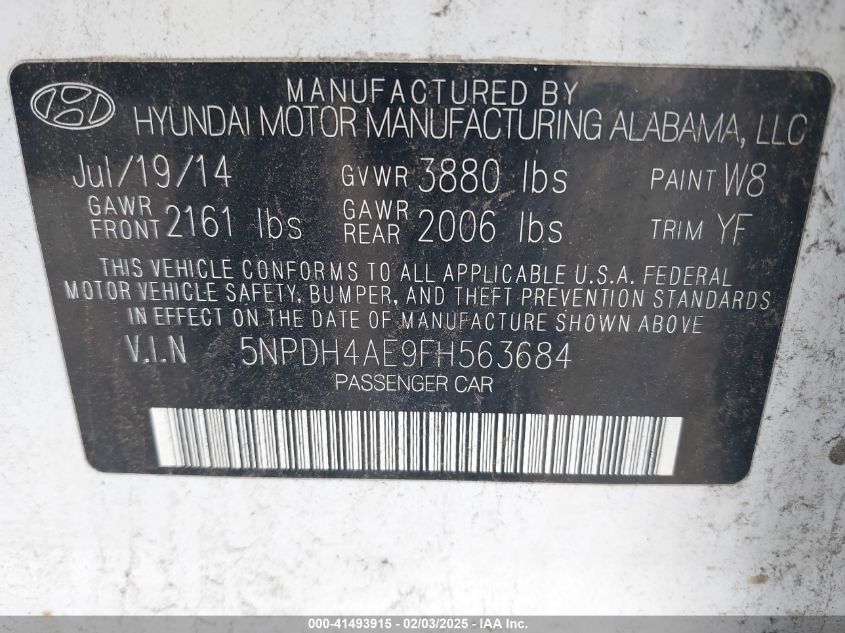 MANUFACTURED BY
HYUNDAI MOTOR MANUFACTURING ALABAMA, LLC
Jul/19/14 GVWR 3880 lbs PAINT W8
GAWR FRONT 2161 lbs GAWR REAR 2006 lbs TRIM YF
THIS VEHICLE CONFORMS TO ALL APPLICABLE U.S.A. FEDERAL
MOTOR VEHICLE SAFETY, BUMPER, AND THEFT PREVENTION STANDARDS
IN EFFECT ON THE DATE OF MANUFACTURE SHOWN ABOVE
V.I.N 5NPDH4AE9FH563684
PASSENGER CAR
000-41493915 - 02/03/2025 - IAA Inc.